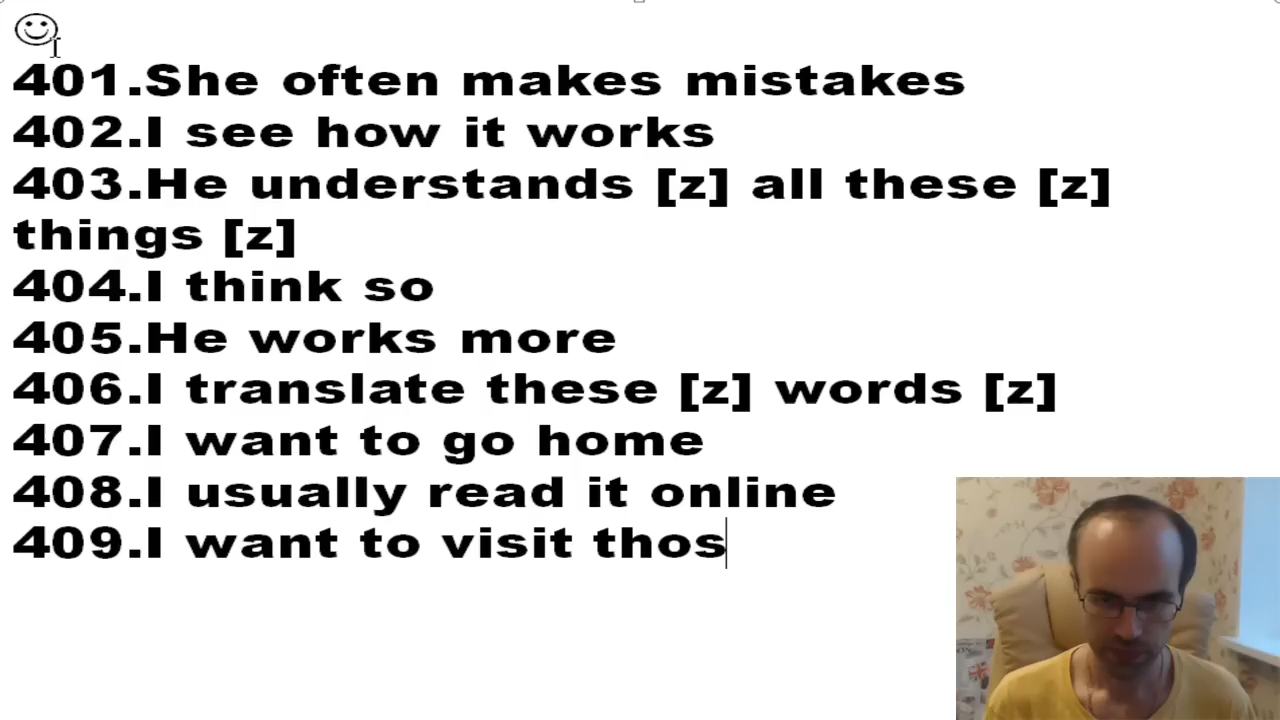 401.She often makes mistakes
402.I see how it works
403.He understands [z] all these [z]
things [z]
404.I think so
405.He works more
406.I translate these [z] words [z]
407.I want to go home
408.I usually read it online
409.I want to visit thos